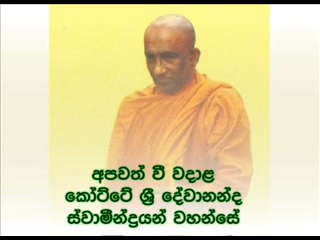 අපවත් වී වදාළ
කෝට්ටේ ශ්‍රී දේවානන්ද
ස්වාමීන්ද්‍රයන් වහන්සේ